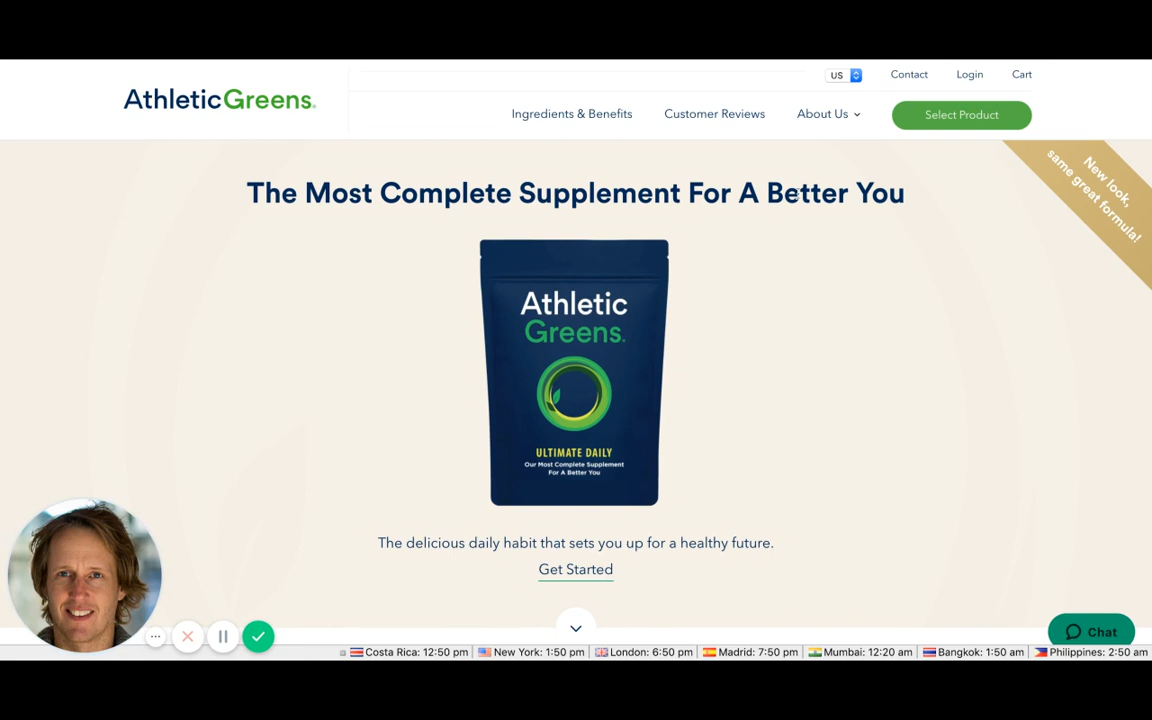 US
Contact
Login
Cart
AthleticGreens.
Ingredients & Benefits
Customer Reviews
About Us
Select Product
New look,
same great formula!
The Most Complete Supplement For A Better You
Athletic
Greens.
ULTIMATE DAILY
Our Most Complete Supplement
For A Better You
The delicious daily habit that sets you up for a healthy future.
Get Started
Chat
Costa Rica: 12:50 pm
New York: 1:50 pm
London: 6:50 pm
Madrid: 7:50 pm
Mumbai: 12:20 am
Bangkok: 1:50 am
Philippines: 2:50 am